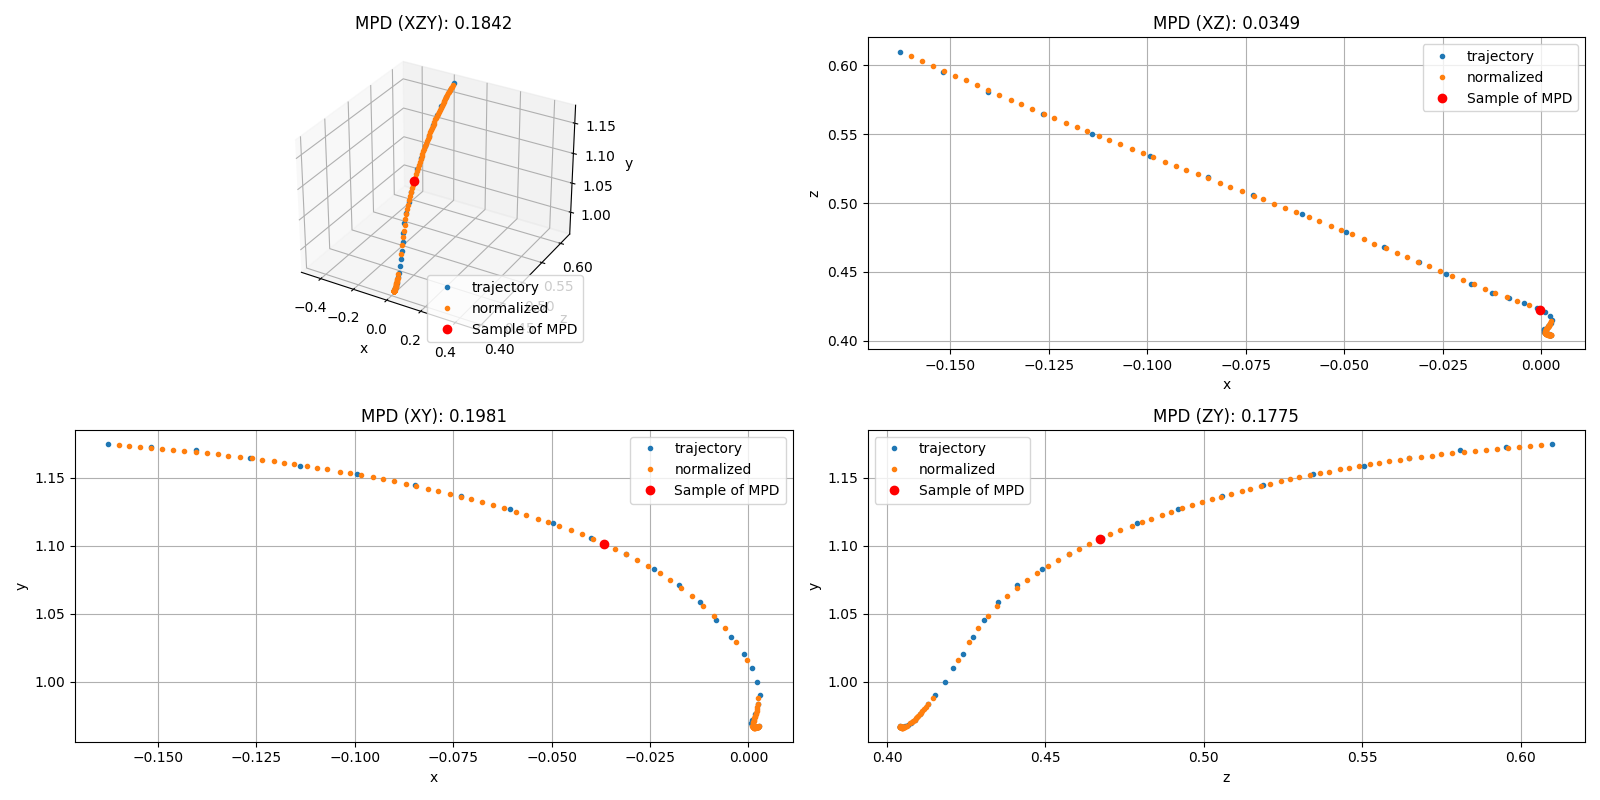 MPD (XZY): 0.1842
1.15
1.10
1.05
1.00
y
0.60
0.55
0.50
0.45
0.40
z
−0.4
−0.2
0.0
0.2
0.4
x
trajectory
normalized
Sample of MPD
MPD (XZ): 0.0349
0.60
0.55
0.50
0.45
0.40
z
trajectory
normalized
Sample of MPD
−0.150 −0.125 −0.100 −0.075 −0.050 −0.025 0.000
x
MPD (XY): 0.1981
1.15
1.10
1.05
1.00
y
trajectory
normalized
Sample of MPD
−0.150 −0.125 −0.100 −0.075 −0.050 −0.025 0.000
x
MPD (ZY): 0.1775
trajectory
normalized
Sample of MPD
1.15
1.10
1.05
1.00
y
0.40 0.45 0.50 0.55 0.60
z